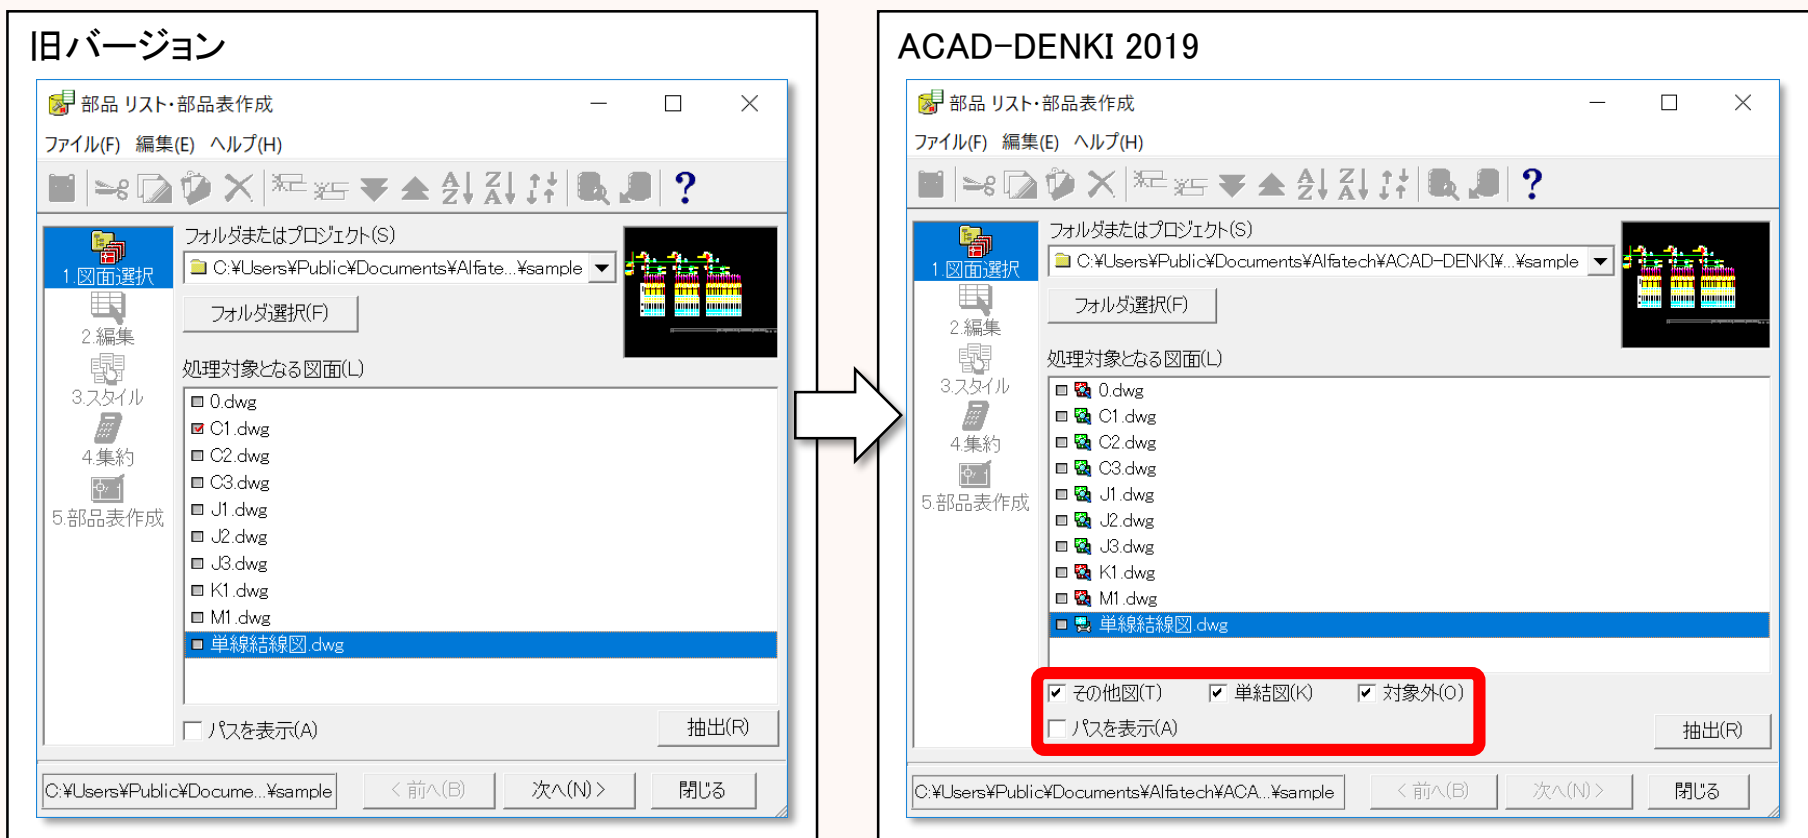 旧バージョン
部品 リスト・部品表作成
ファイル(F) 編集(E) ヘルプ(H)
1.図面選択
2.編集
3.スタイル
4.集約
5.部品表作成
フォルダまたはプロジェクト(S)
C:¥Users¥Public¥Documents¥Alfate...¥sample
フォルダ選択(F)
処理対象となる図面(L)
0.dwg
C1.dwg
C2.dwg
C3.dwg
J1.dwg
J2.dwg
J3.dwg
K1.dwg
M1.dwg
単線結線図.dwg
パスを表示(A)
抽出(R)
C:¥Users¥Public¥Docume...¥sample
< 前へ(B)
次へ(N) >
閉じる
ACAD-DENKI 2019
部品 リスト・部品表作成
ファイル(F) 編集(E) ヘルプ(H)
1.図面選択
2.編集
3.スタイル
4.集約
5.部品表作成
フォルダまたはプロジェクト(S)
C:¥Users¥Public¥Documents¥Alfatech¥ACAD-DENKI¥...¥sample
フォルダ選択(F)
処理対象となる図面(L)
0.dwg
C1.dwg
C2.dwg
C3.dwg
J1.dwg
J2.dwg
J3.dwg
K1.dwg
M1.dwg
単線結線図.dwg
その他図(T) 単結図(K) 対象外(O)
パスを表示(A)
抽出(R)
C:¥Users¥Public¥Documents¥Alfatech¥ACA...¥sample
< 前へ(B)
次へ(N) >
閉じる